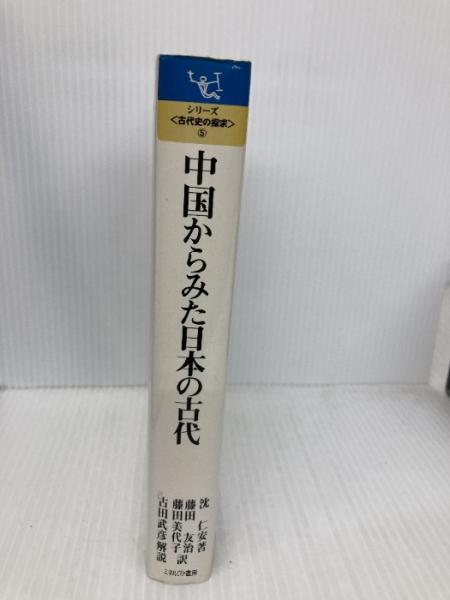 シリーズ
〈古代史の探求〉
⑤
中国からみた日本の古代
沈 仁安著
藤田 友治訳
藤田美代子
古田武彦解説
ミネルヴァ書房